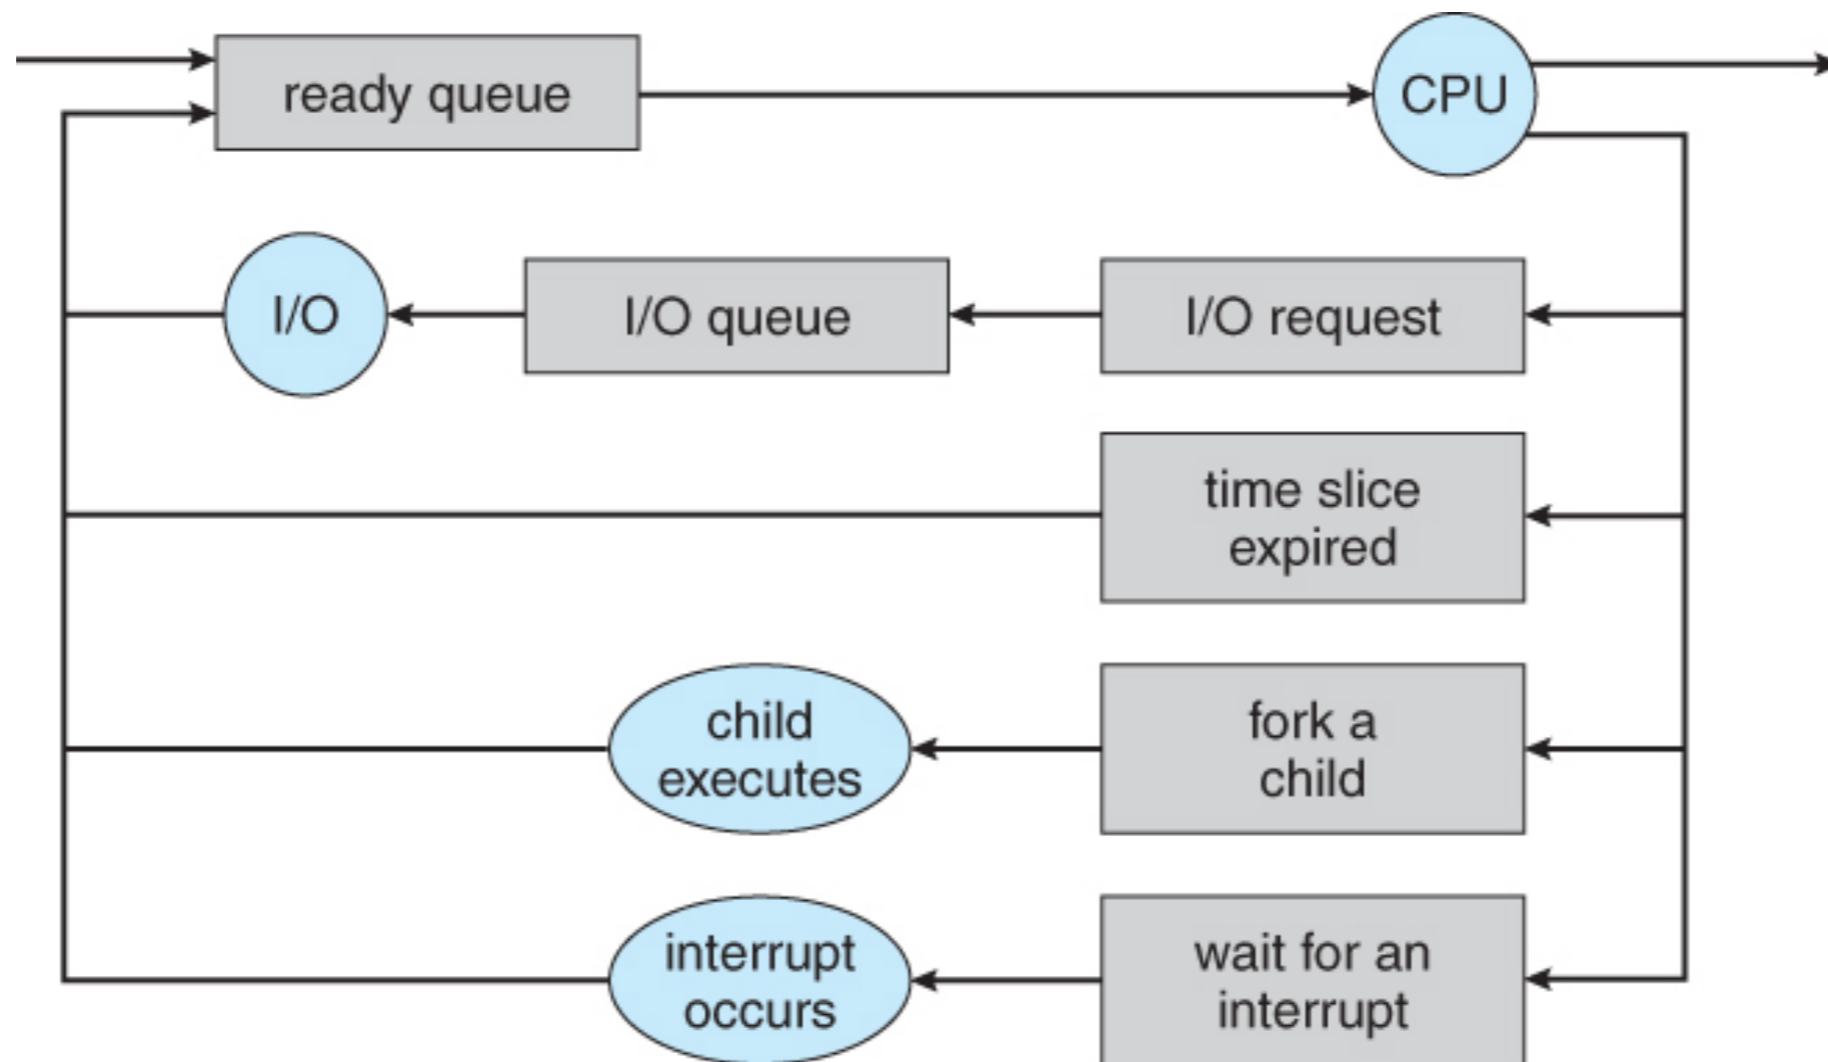 ready queue
CPU
I/O
I/O queue
I/O request
time slice
expired
child
executes
fork a
child
interrupt
occurs
wait for an
interrupt